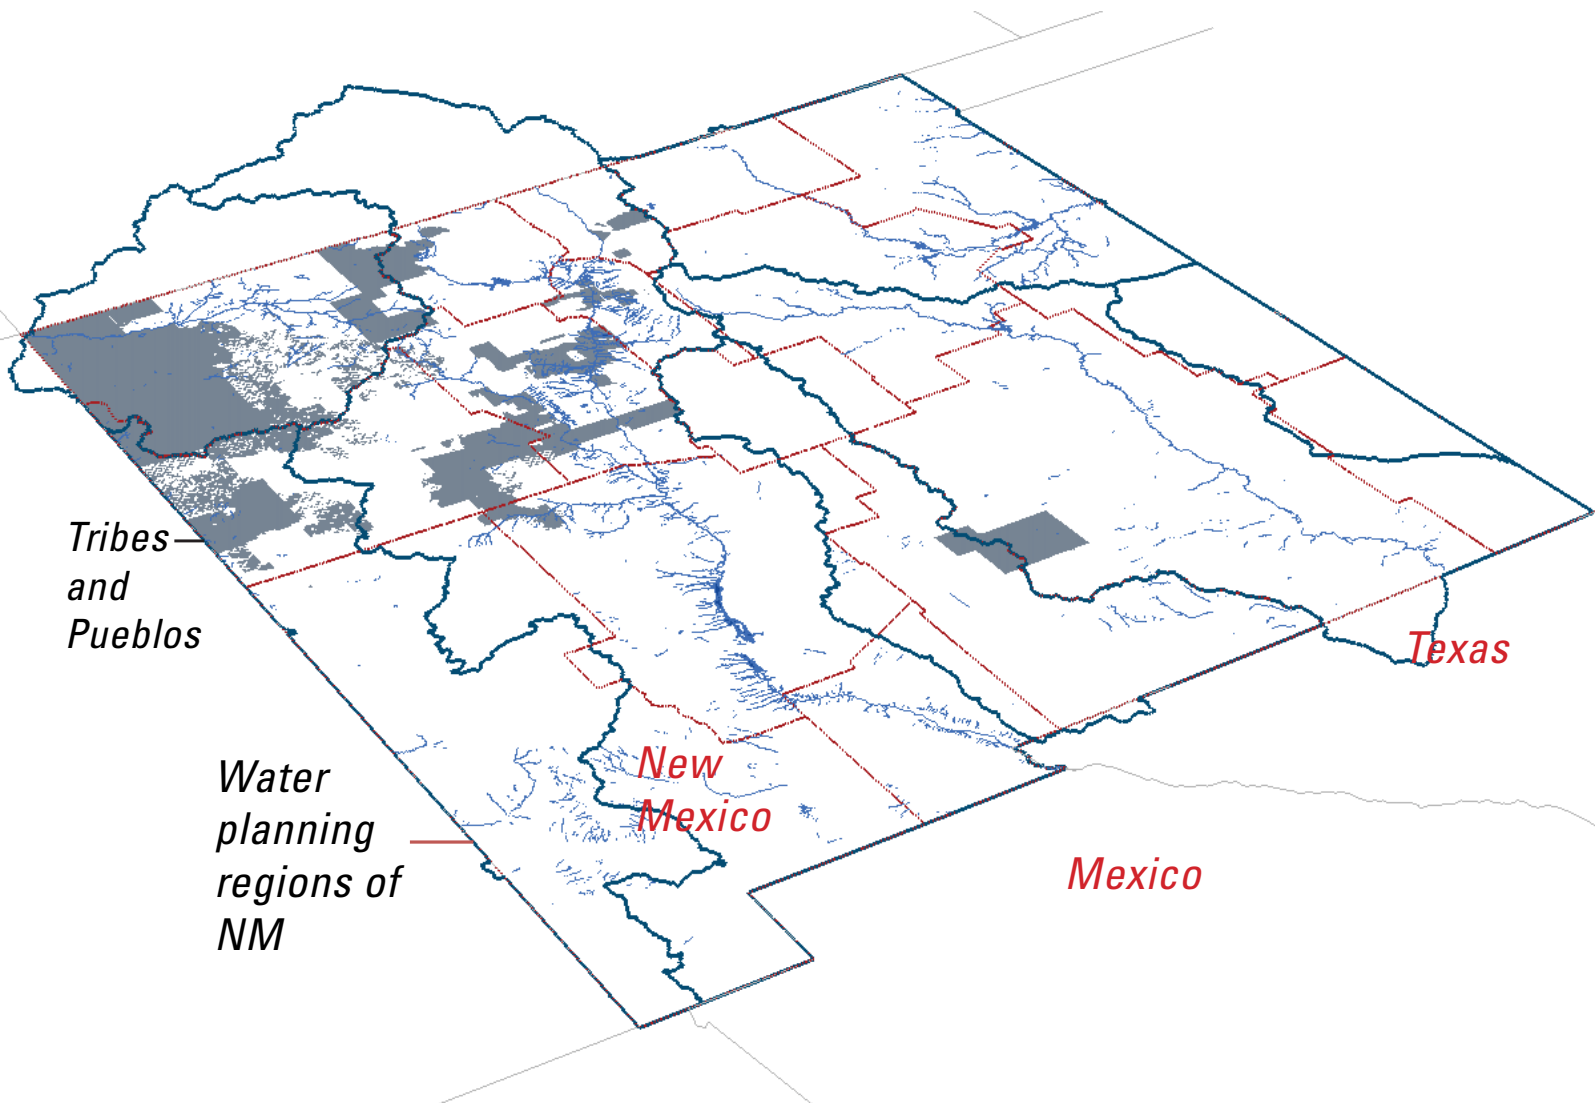 Tribes
and
Pueblos
Texas
Water
planning
regions of
NM
New
Mexico
Mexico